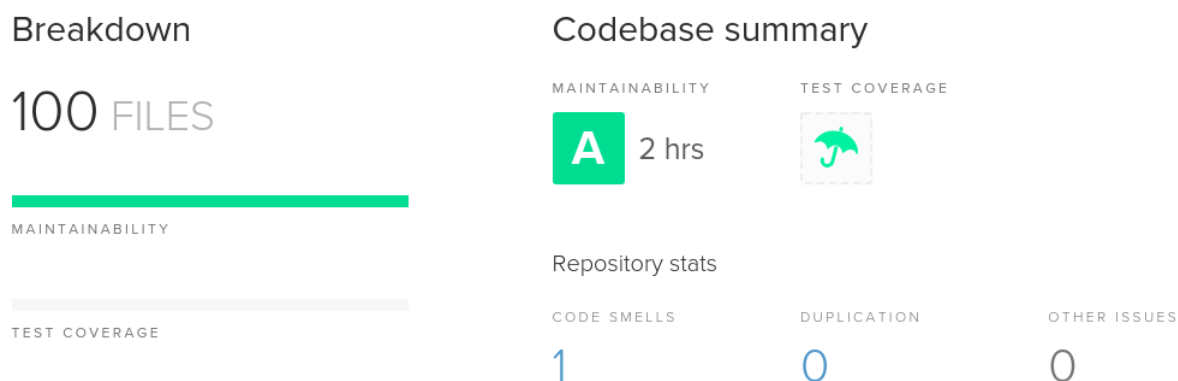 Breakdown
100 FILES
MAINTAINABILITY
TEST COVERAGE
Codebase summary
MAINTAINABILITY
A 2 hrs
TEST COVERAGE
Repository stats
CODE SMELLS
1
DUPLICATION
0
OTHER ISSUES
0